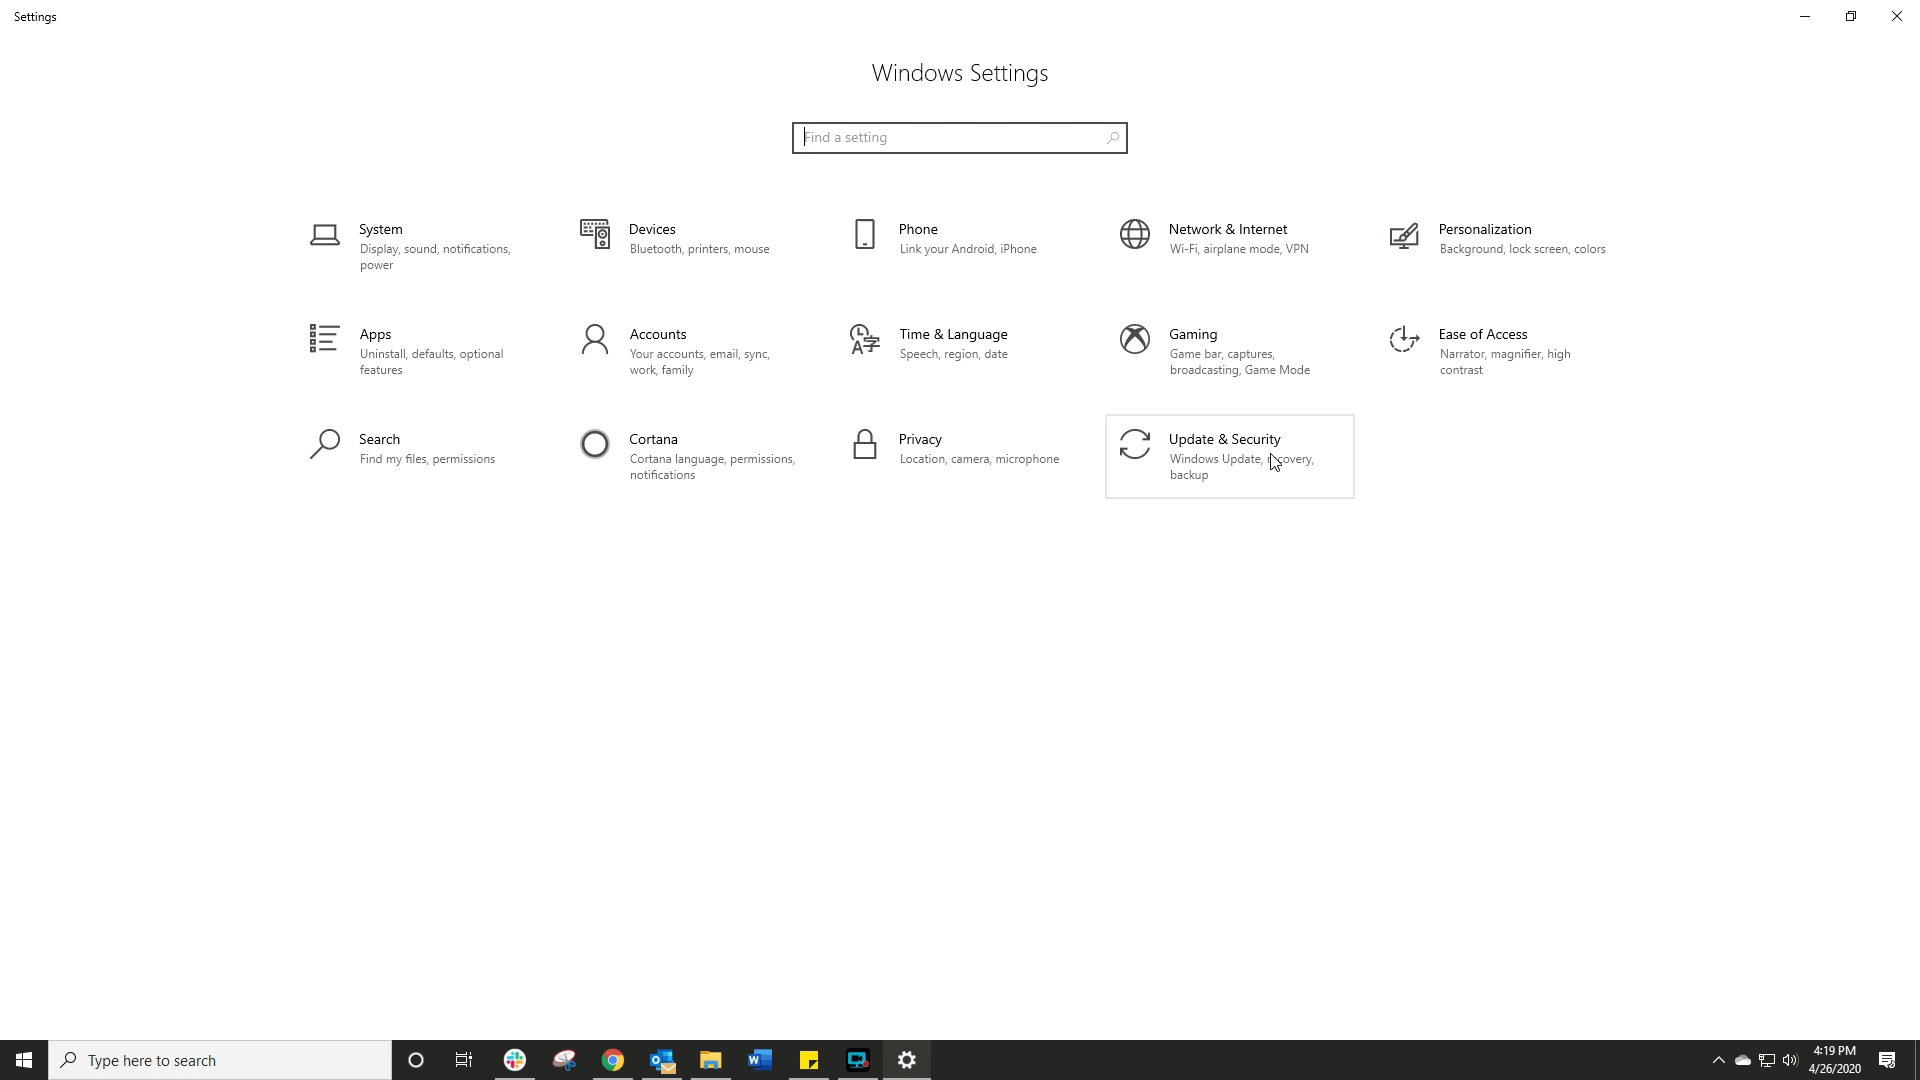 Settings
Windows Settings
Find a setting
System
Display, sound, notifications,
power
Devices
Bluetooth, printers, mouse
Phone
Link your Android, iPhone
Network & Internet
Wi-Fi, airplane mode, VPN
Personalization
Background, lock screen, colors
Apps
Uninstall, defaults, optional
features
Accounts
Your accounts, email, sync,
work, family
Time & Language
Speech, region, date
Gaming
Game bar, captures,
broadcasting, Game Mode
Ease of Access
Narrator, magnifier, high
contrast
Search
Find my files, permissions
Cortana
Cortana language, permissions,
notifications
Privacy
Location, camera, microphone
Update & Security
Windows Update, recovery,
backup
Type here to search
4:19 PM
4/26/2020